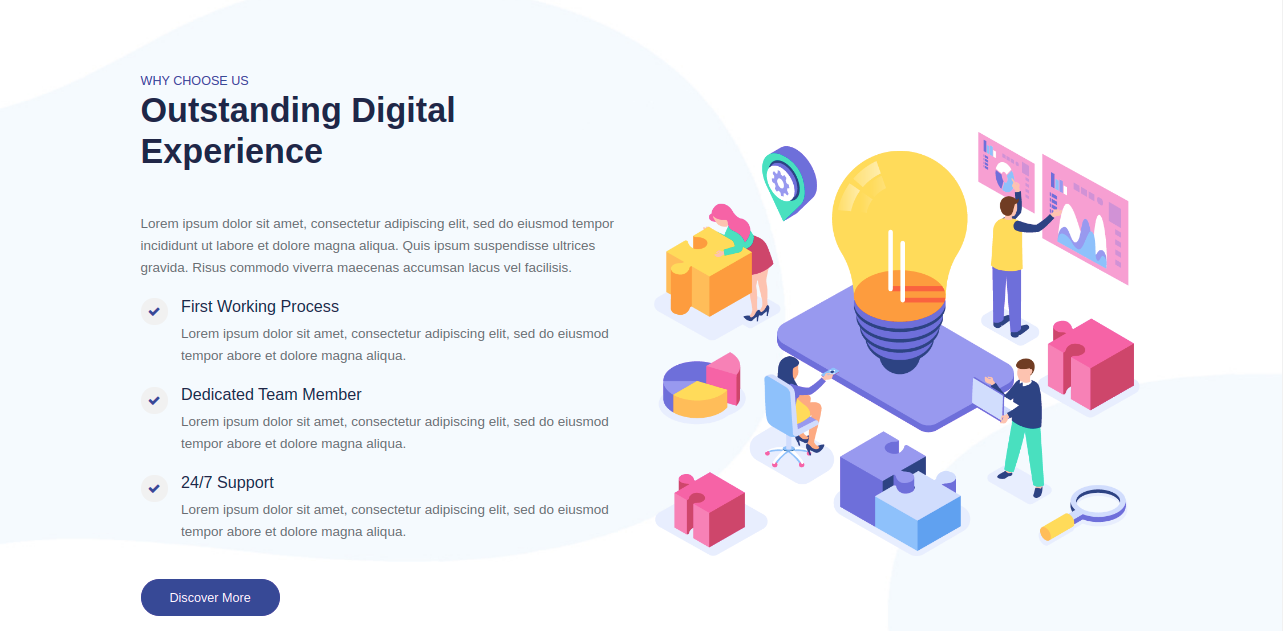 WHY CHOOSE US
Outstanding Digital
Experience
Lorem ipsum dolor sit amet, consectetur adipiscing elit, sed do eiusmod tempor
incididunt ut labore et dolore magna aliqua. Quis ipsum suspendisse ultrices
gravida. Risus commodo viverra maecenas accumsan lacus vel facilisis.
First Working Process
Lorem ipsum dolor sit amet, consectetur adipiscing elit, sed do eiusmod
tempor abore et dolore magna aliqua.
Dedicated Team Member
Lorem ipsum dolor sit amet, consectetur adipiscing elit, sed do eiusmod
tempor abore et dolore magna aliqua.
24/7 Support
Lorem ipsum dolor sit amet, consectetur adipiscing elit, sed do eiusmod
tempor abore et dolore magna aliqua.
Discover More